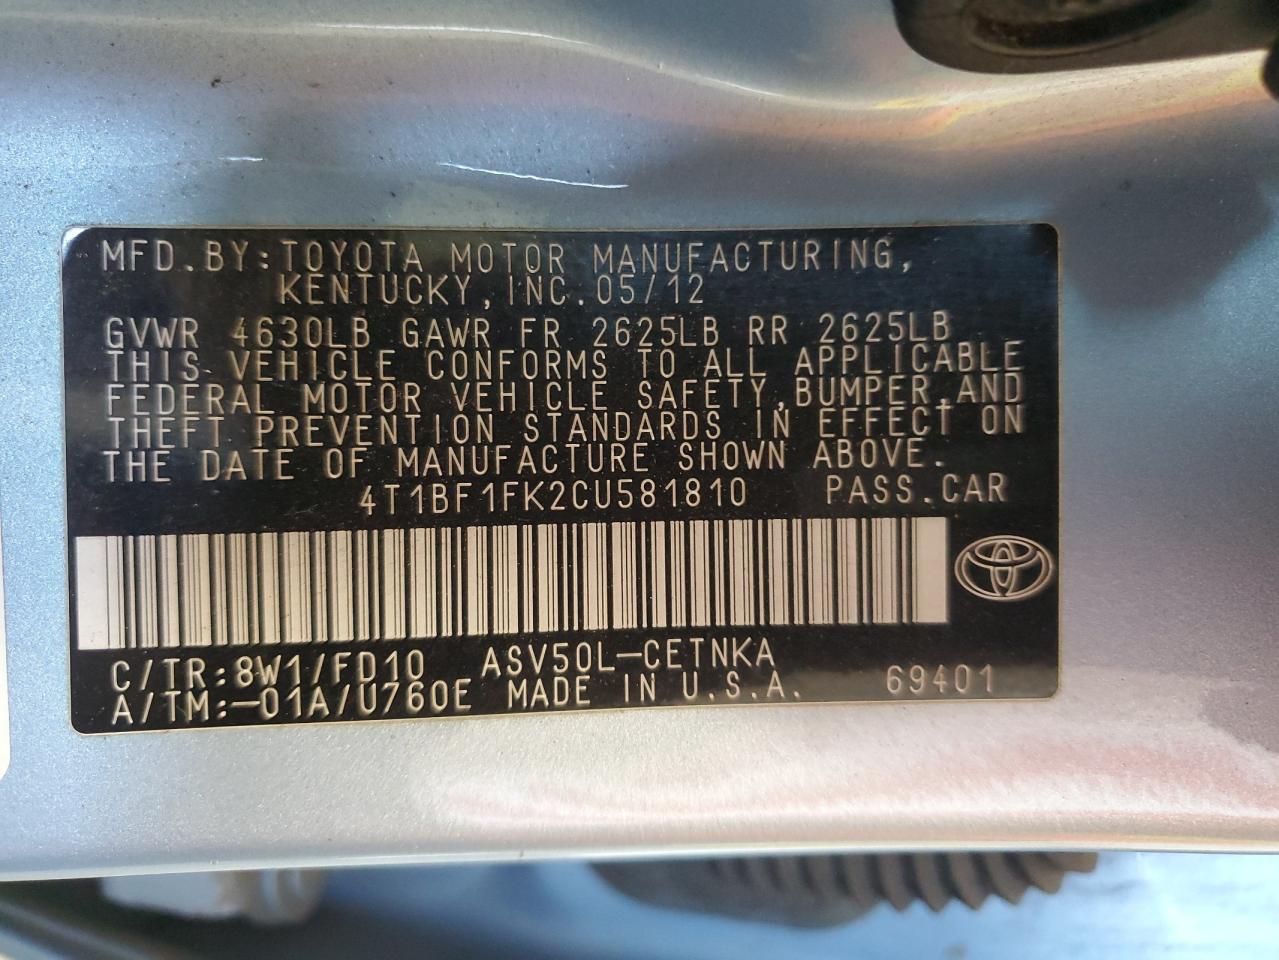 MFD.BY:TOYOTA MOTOR MANUFACTURING,
KENTUCKY,INC.05/12
GVWR 4630LB GAWR FR 2625LB RR 2625LB
THIS VEHICLE CONFORMS TO ALL APPLICABLE
FEDERAL MOTOR VEHICLE SAFETY,BUMPER,AND
THEFT PREVENTION STANDARDS IN EFFECT ON
THE DATE OF MANUFACTURE SHOWN ABOVE.
4T1BF1FK2CU581810 PASS.CAR
C/TR:8W1/FD10 ASV50L-CETNKA
A/TM:-01A/U760E MADE IN U.S.A. 69401